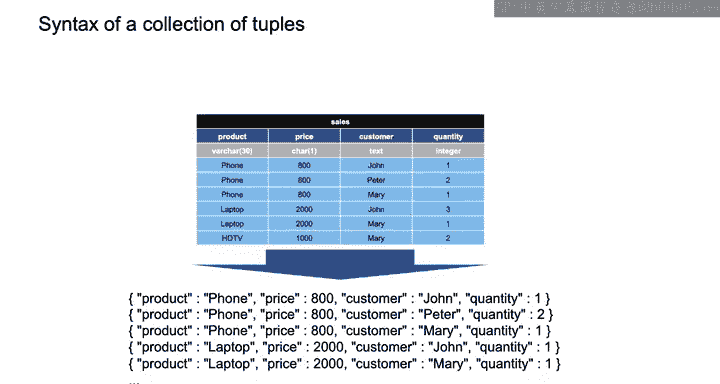 Syntax of a collection of tuples
sales
product price customer quantity
varchar(30) char(1) text integer
Phone 800 John 1
Phone 800 Peter 2
Phone 800 Mary 1
Laptop 2000 John 3
Laptop 2000 Mary 1
HDTV 1000 Mary 2
{ "product" : "Phone", "price" : 800, "customer" : "John", "quantity" : 1 }
{ "product" : "Phone", "price" : 800, "customer" : "Peter", "quantity" : 2 }
{ "product" : "Phone", "price" : 800, "customer" : "Mary", "quantity" : 1 }
{ "product" : "Laptop", "price" : 2000, "customer" : "John", "quantity" : 1 }
{ "product" : "Laptop", "price" : 2000, "customer" : "Mary", "quantity" : 1 }